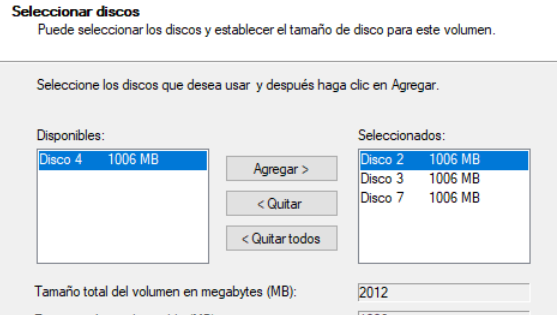 Seleccionar discos
Puede seleccionar los discos y establecer el tamaño de disco para este volumen.
Seleccione los discos que desea usar y después haga clic en Agregar.
Disponibles:
Seleccionados:
Disco 4 1006 MB
Agregar >
< Quitar
< Quitar todos
Disco 2 1006 MB
Disco 3 1006 MB
Disco 7 1006 MB
Tamaño total del volumen en megabytes (MB): 2012